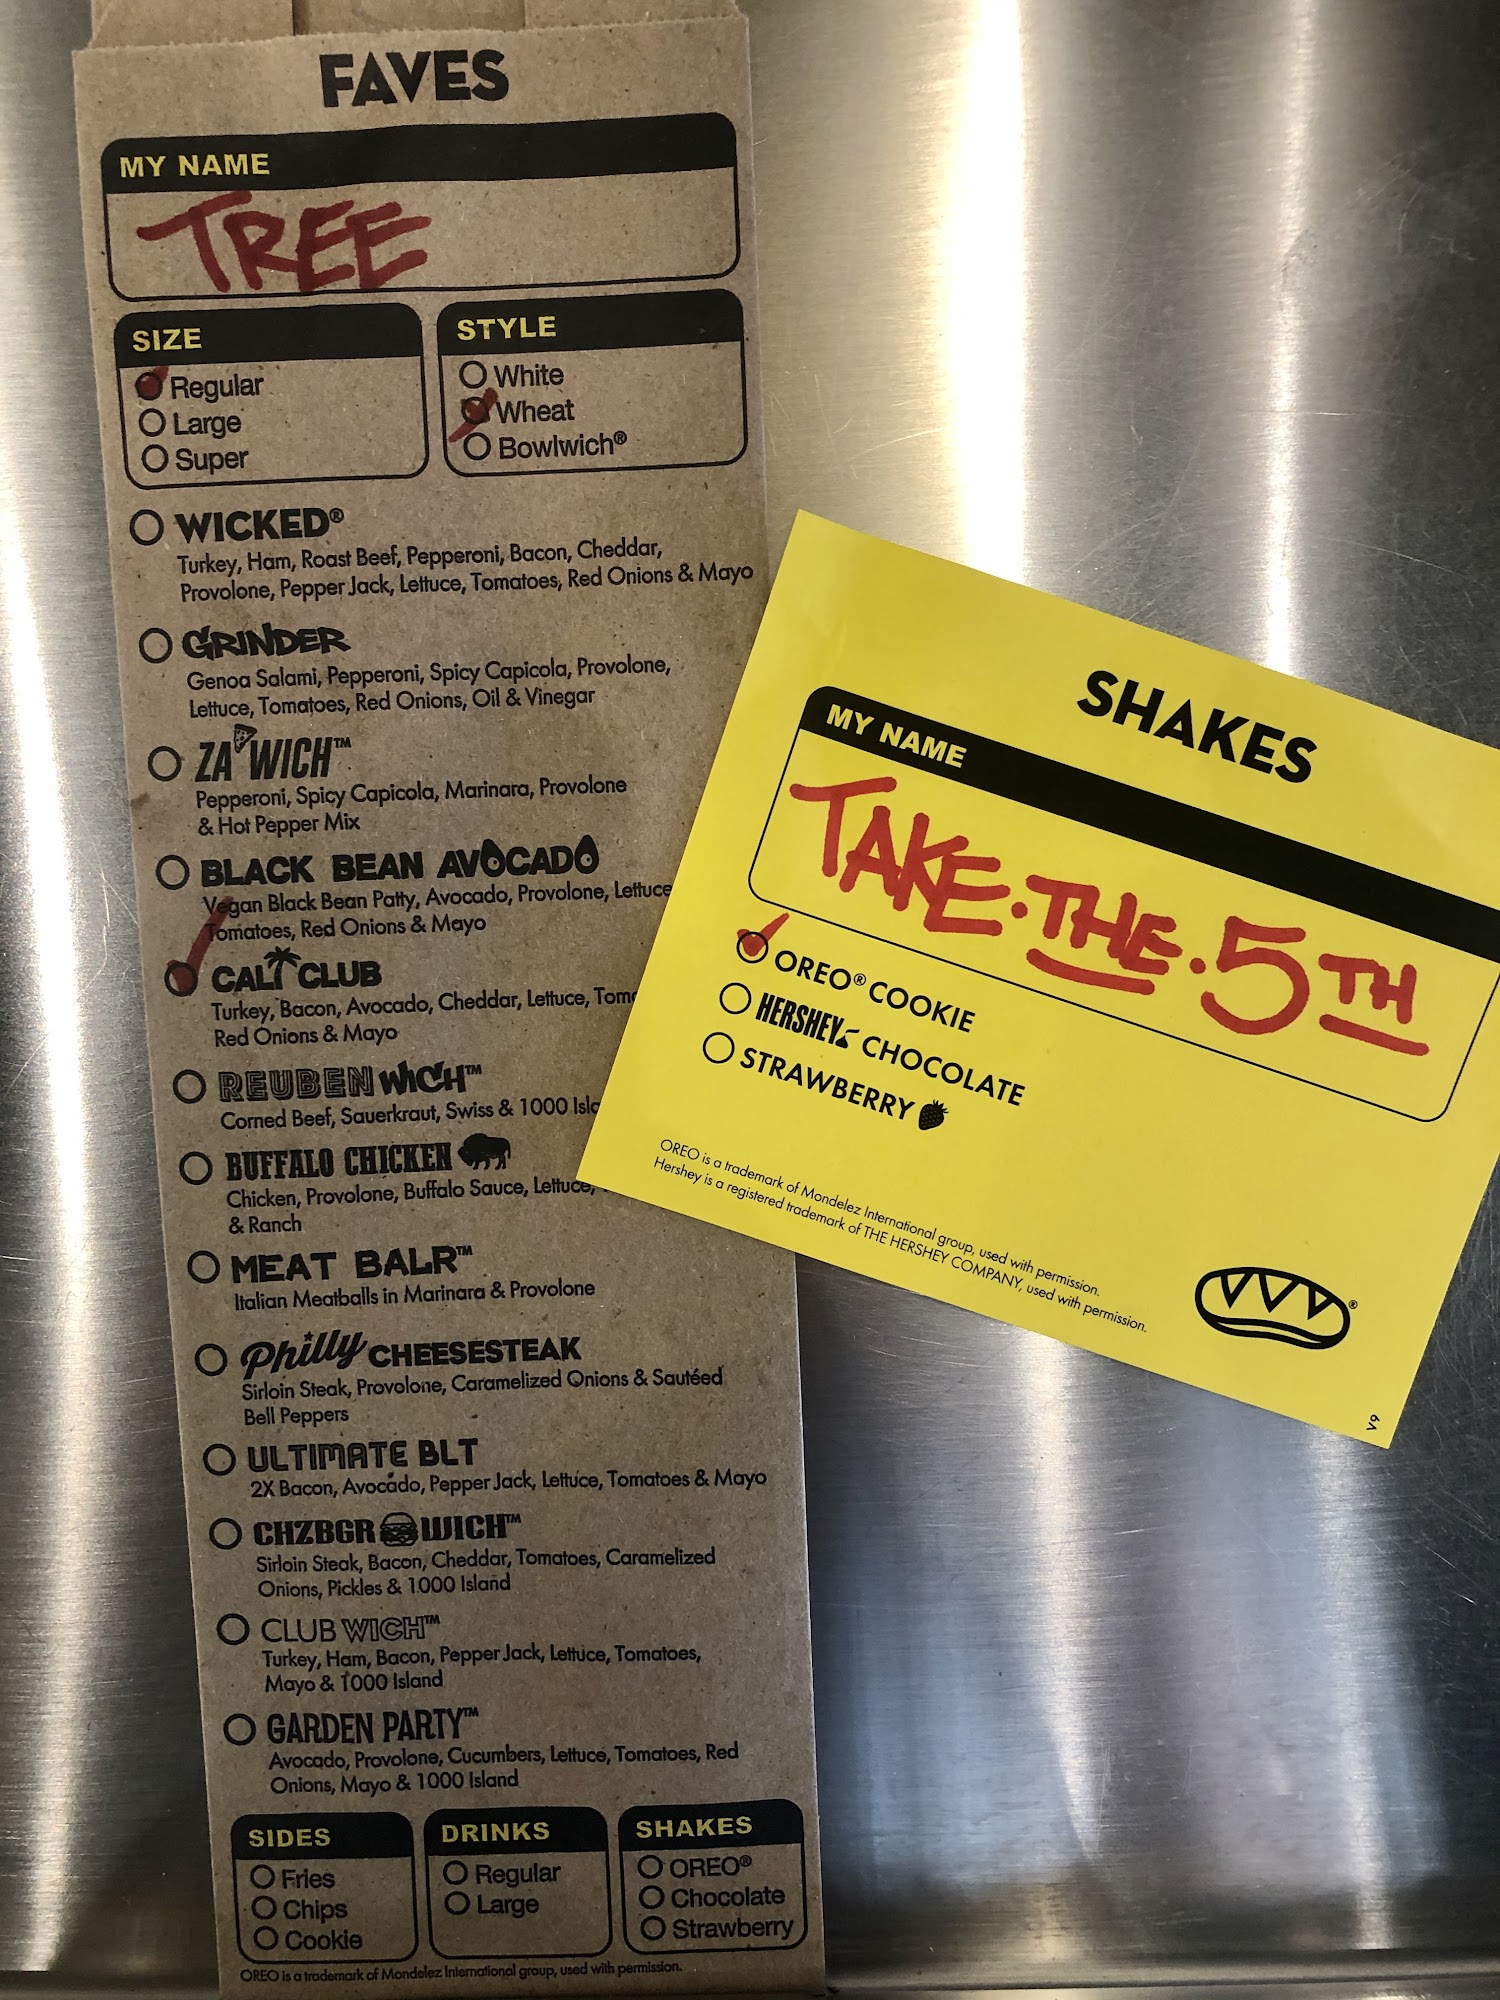 FAVES
MY NAME
TREE
SIZE
Regular
Large
Super
STYLE
White
Wheat
Bowlwich®
WICKED®
Turkey, Ham, Roast Beef, Pepperoni, Bacon, Cheddar,
Provolone, Pepper Jack, Lettuce, Tomatoes, Red Onions & Mayo
GRINDER
Genoa Salami, Pepperoni, Spicy Capicola, Provolone,
Lettuce, Tomatoes, Red Onions, Oil & Vinegar
ZA'WICH™
Pepperoni, Spicy Capicola, Marinara, Provolone
& Hot Pepper Mix
BLACK BEAN AVOCADO
Vegan Black Bean Patty, Avocado, Provolone, Lettuce
Tomatoes, Red Onions & Mayo
CALI CLUB
Turkey, Bacon, Avocado, Cheddar, Lettuce,
Red Onions & Mayo
REUBENWICH™
Corned Beef, Sauerkraut, Swiss & 1000
BUFFALO CHICKEN
Chicken, Provolone, Buffalo Sauce, Lettuce,
& Ranch
MEAT BALR™
Italian Meatballs in Marinara & Provolone
Philly CHEESESTEAK
Sirloin Steak, Provolone, Caramelized Onions & Sautéed
Bell Peppers
ULTIMATE BLT
2X Bacon, Avocado, Pepper Jack, Lettuce, Tomatoes & Mayo
CHZBGRWICH™
Sirloin Steak, Bacon, Cheddar, Tomatoes, Caramelized
Onions, Pickles & 1000 Island
CLUBWICH™
Turkey, Ham, Bacon, Pepper Jack, Lettuce, Tomatoes,
Mayo & 1000 Island
GARDEN PARTY™
Avocado, Provolone, Cucumbers, Lettuce, Tomatoes, Red
Onions, Mayo & 1000 Island
SIDES
Fries
Chips
Cookie
DRINKS
Regular
Large
SHAKES
OREO®
Chocolate
Strawberry
OREO is a trademark of Mondelez International group, used with permission.
SHAKES
MY NAME
TAKE·THE·5TH
OREO® COOKIE
HERSHEY'S CHOCOLATE
STRAWBERRY
OREO is a trademark of Mondelez International group, used with permission.
Hershey is a registered trademark of THE HERSHEY COMPANY, used with permission.
®
V9